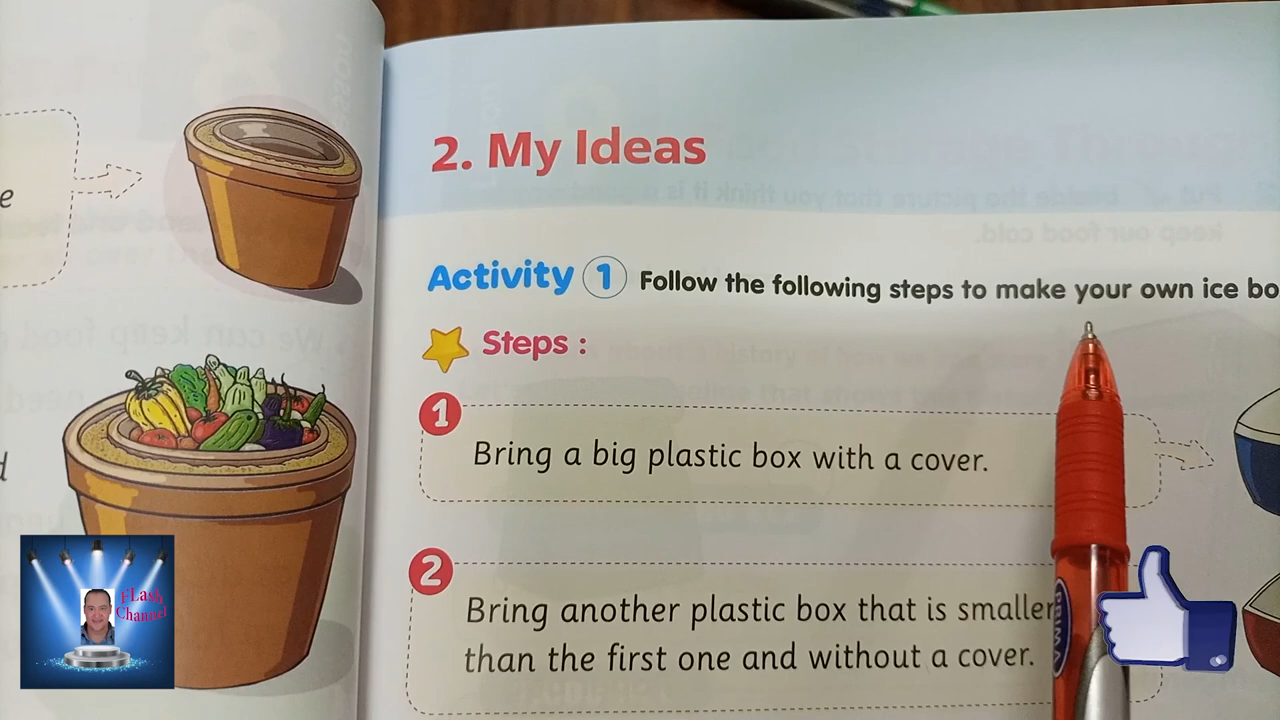 2. My Ideas
Activity 1 Follow the following steps to make your own ice bo
Steps :
1
Bring a big plastic box with a cover.
2
Bring another plastic box that is smaller
than the first one and without a cover.
e
d
FLash
Channel
PRIMA